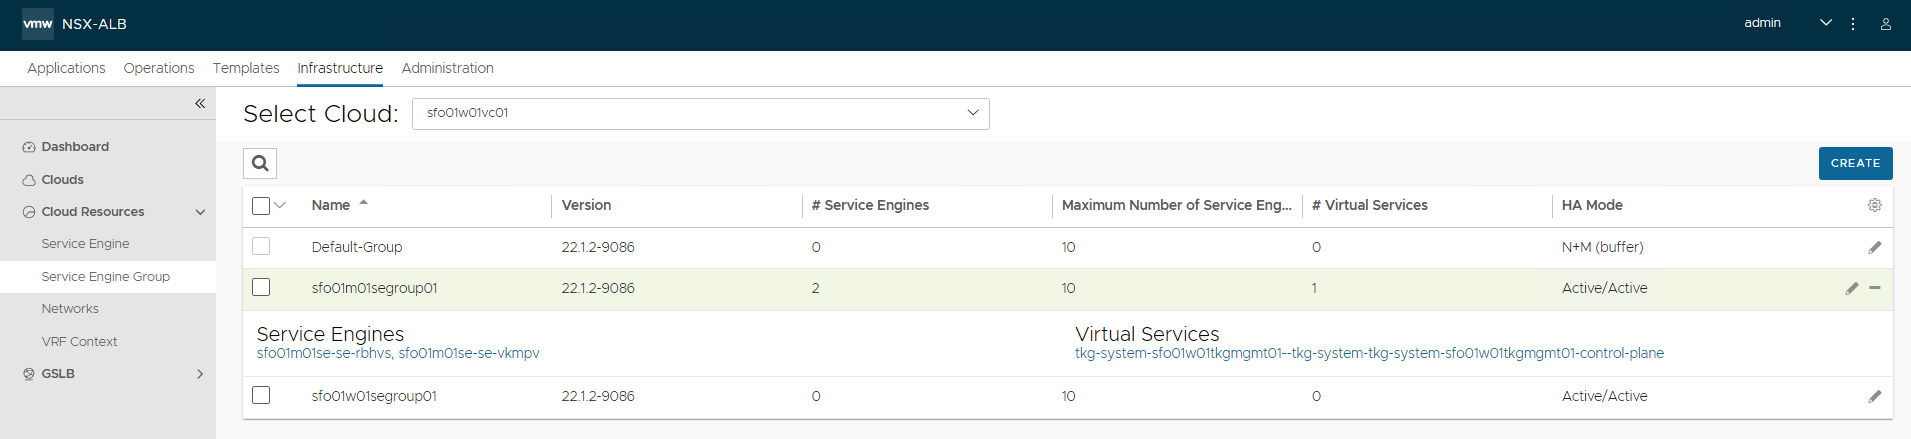 vmw NSX-ALB admin
Applications Operations Templates Infrastructure Administration
Select Cloud: sfo01w01vc01
Dashboard
Clouds
Cloud Resources
Service Engine
Service Engine Group
Networks
VRF Context
GSLB
CREATE
Name Version # Service Engines Maximum Number of Service Eng... # Virtual Services HA Mode
Default-Group 22.1.2-9086 0 10 0 N+M (buffer)
sfo01m01segroup01 22.1.2-9086 2 10 1 Active/Active
Service Engines
sfo01m01se-se-rbhvs, sfo01m01se-se-vkmpv
Virtual Services
tkg-system-sfo01w01tkgmgmt01--tkg-system-tkg-system-sfo01w01tkgmgmt01-control-plane
sfo01w01segroup01 22.1.2-9086 0 10 0 Active/Active